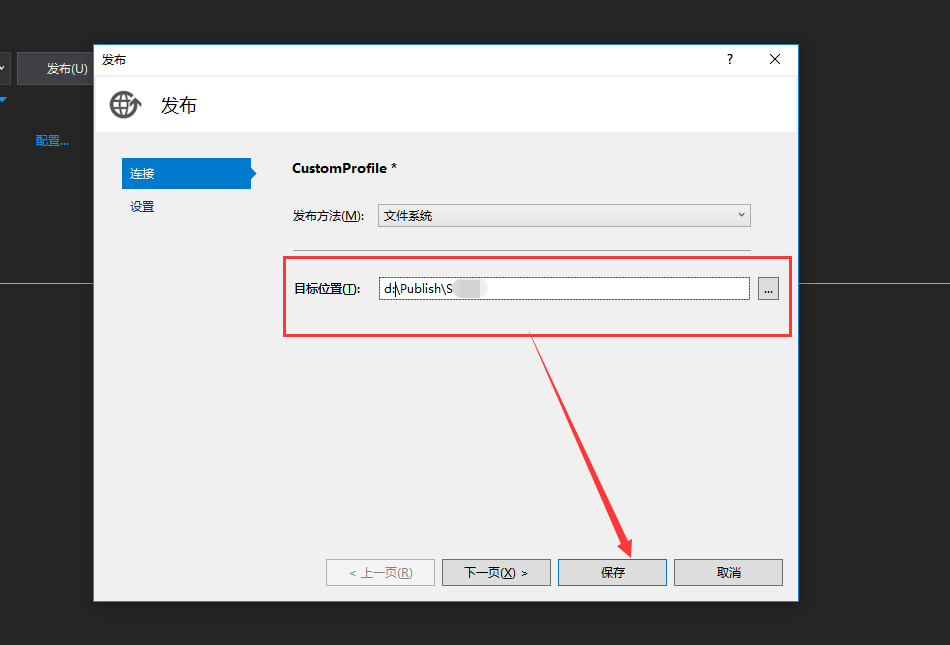 发布
?
发布(U)
发布
配置...
连接
设置
CustomProfile *
发布方法(M): 文件系统
目标位置(T): d:\Publish\S
...
< 上一页(R) 下一页(X) > 保存 取消